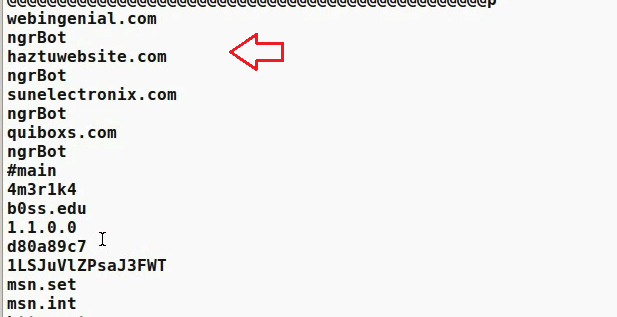 webingenial.com
ngrBot
haztuwebsite.com
ngrBot
sunelectronix.com
ngrBot
quiboxs.com
ngrBot
#main
4m3r1k4
b0ss.edu
1.1.0.0
d80a89c7
1LSJuVlZPsaJ3FWT
msn.set
msn.int